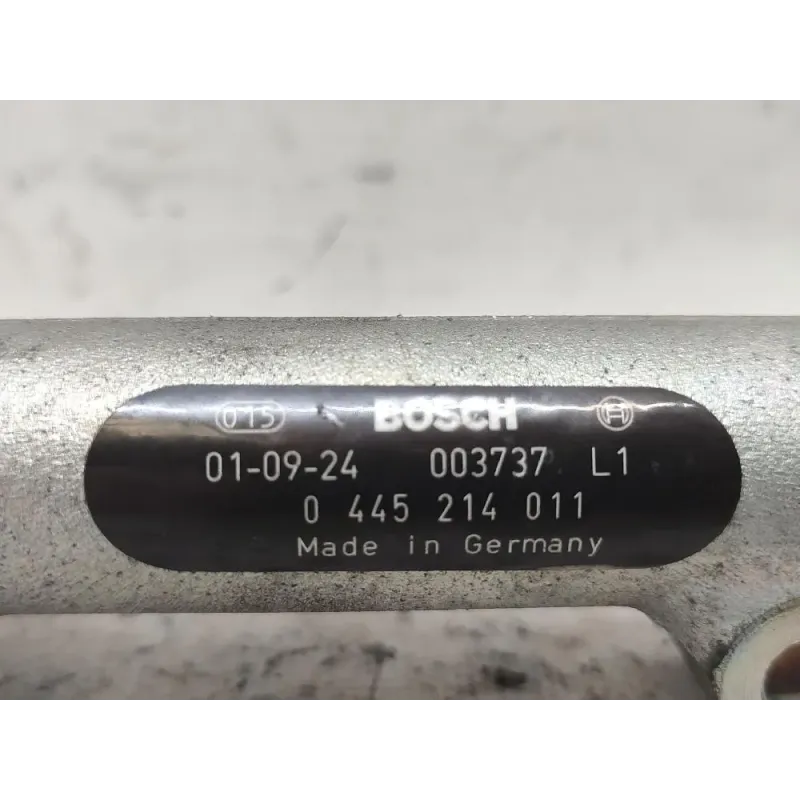 015 BOSCH
01-09-24 003737 L1
0 445 214 011
Made in Germany